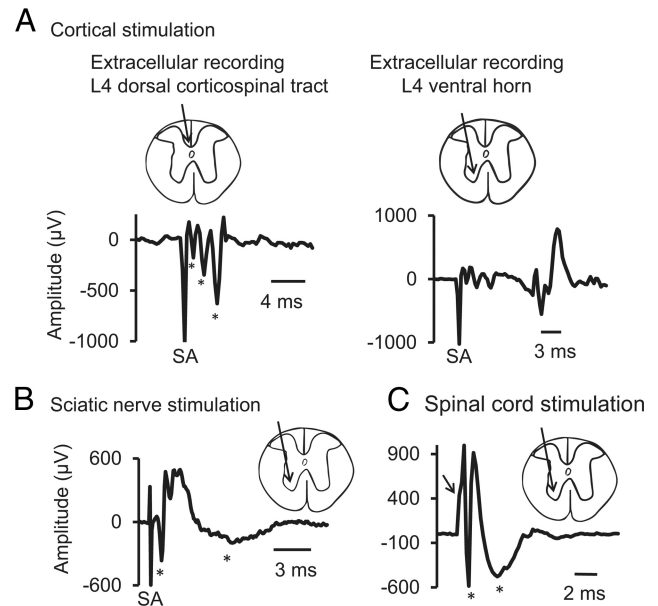 A Cortical stimulation
Extracellular recording
L4 dorsal corticospinal tract
Extracellular recording
L4 ventral horn
Amplitude (µV)
0
-500
-1000
*
*
*
SA
4 ms
1000
0
-1000
SA
3 ms
B Sciatic nerve stimulation
Amplitude (µV)
600
0
-600
SA
*
*
3 ms
C Spinal cord stimulation
900
400
-100
-600
*
*
2 ms